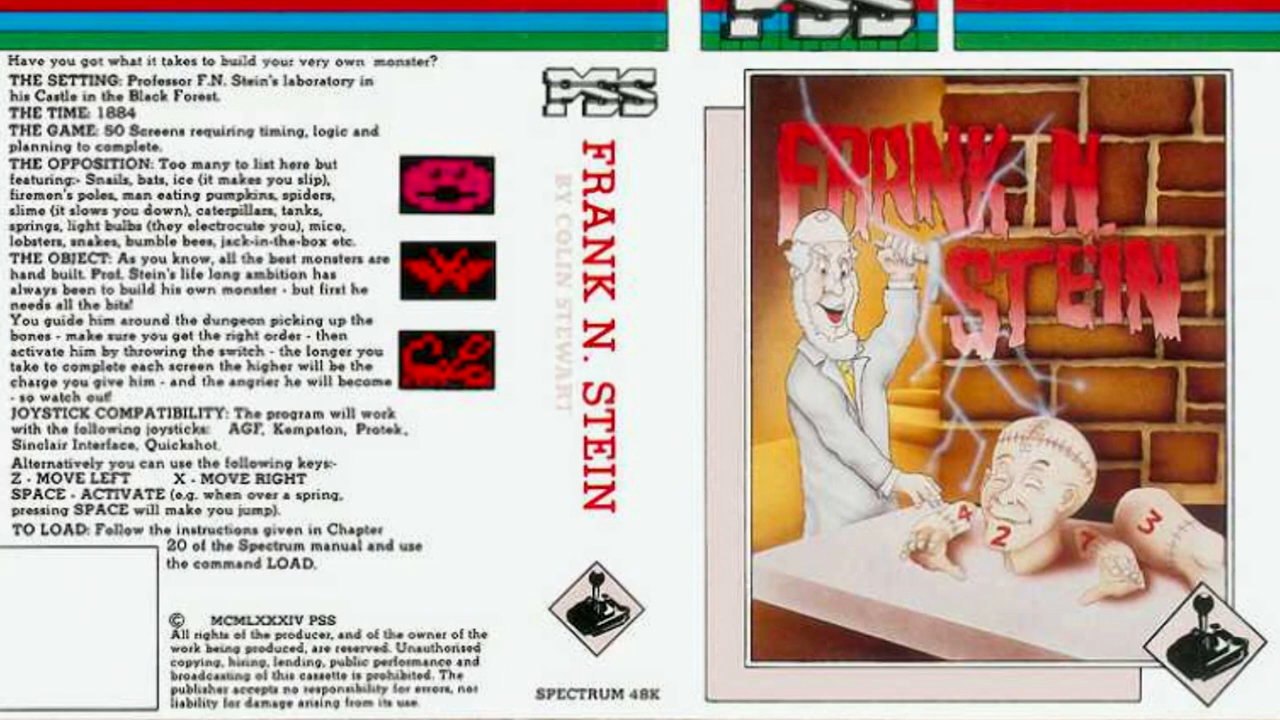 Have you got what it takes to build your very own monster?
THE SETTING: Professor F.N. Stein's laboratory in
his Castle in the Black Forest.
THE TIME: 1884
THE GAME: 50 Screens requiring timing, logic and
planning to complete.
THE OPPOSITION: Too many to list here but
featuring:- Snails, bats, ice (it makes you slip),
firemen's poles, man eating pumpkins, spiders,
slime (it slows you down), caterpillars, tanks,
springs, light bulbs (they electrocute you), mice,
lobsters, snakes, bumble bees, jack-in-the-box etc.
THE OBJECT: As you know, all the best monsters are
hand built. Prof. Stein's life long ambition has
always been to build his own monster - but first he
needs all the bits!
You guide him around the dungeon picking up the
bones - make sure you get the right order - then
activate him by throwing the switch - the longer you
take to complete each screen the higher will be the
charge you give him - and the angrier he will become
- so watch out!
JOYSTICK COMPATIBILITY: The program will work
with the following joysticks: AGF, Kempston, Protek,
Sinclair Interface, Quickshot.
Alternatively you can use the following keys:-
Z - MOVE LEFT X - MOVE RIGHT
SPACE - ACTIVATE (e.g. when over a spring,
pressing SPACE will make you jump).
TO LOAD: Follow the instructions given in Chapter
20 of the Spectrum manual and use
the command LOAD.
© MCMLXXXIV PSS
All rights of the producer, and of the owner of the
work being produced, are reserved. Unauthorised
copying, hiring, lending, public performance and
broadcasting of this cassette is prohibited. The
publisher accepts no responsibility for errors, nor
liability for damage arising from its use.
PSS
FRANK N. STEIN
BY COLIN STEWART
SPECTRUM 48K
PSS
FRANK N.
STEIN
4
2
1
3